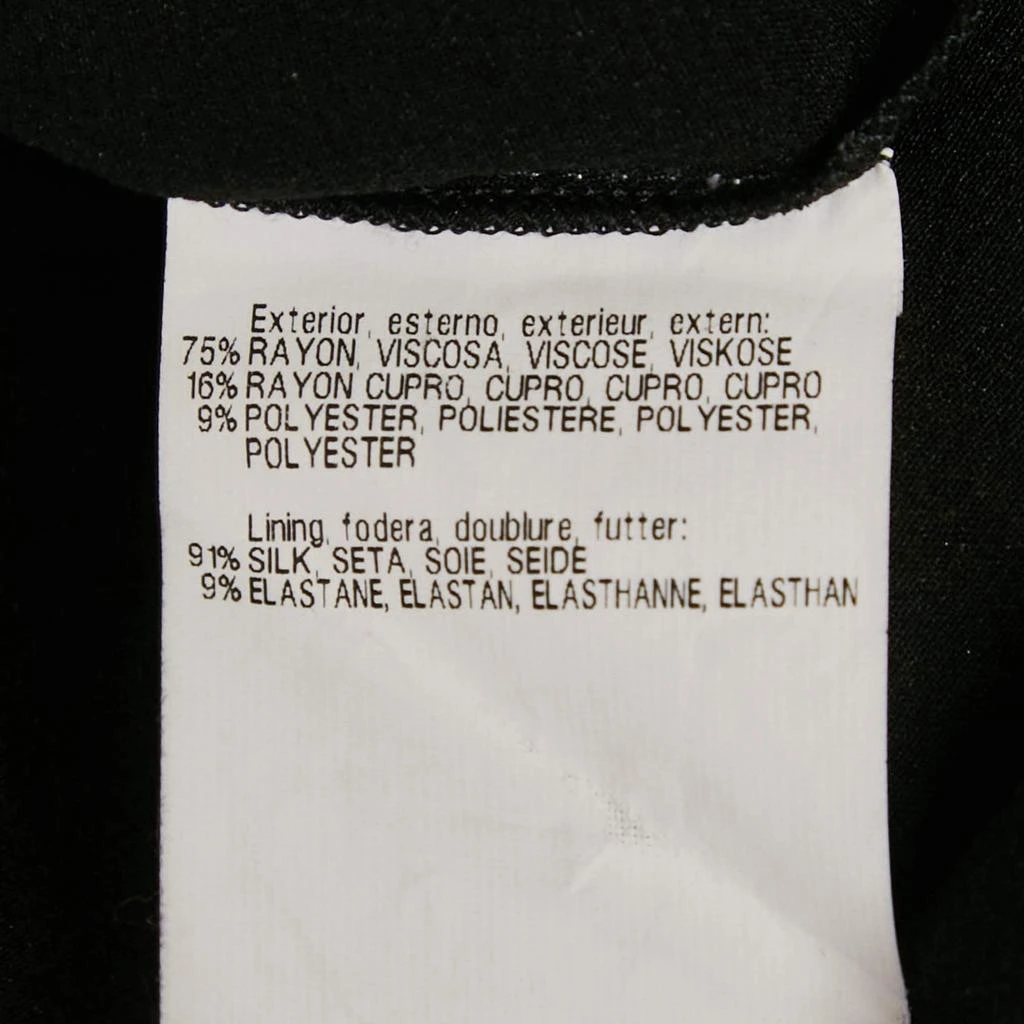 Exterior, esterno, exterieur, extern:
75% RAYON, VISCOSA, VISCOSE, VISKOSE
16% RAYON CUPRO, CUPRO, CUPRO, CUPRO
9% POLYESTER, POLIESTERE, POLYESTER,
POLYESTER
Lining, fodera, doublure, futter:
91% SILK, SETA, SOIE, SEIDE
9% ELASTANE, ELASTAN, ELASTHANNE, ELASTHAN